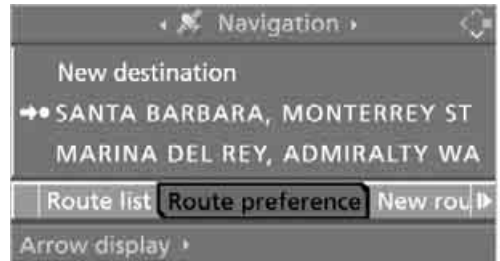 Navigation
New destination
SANTA BARBARA, MONTERREY ST
MARINA DEL REY, ADMIRALTY WA
Route list Route preference New rou
Arrow display